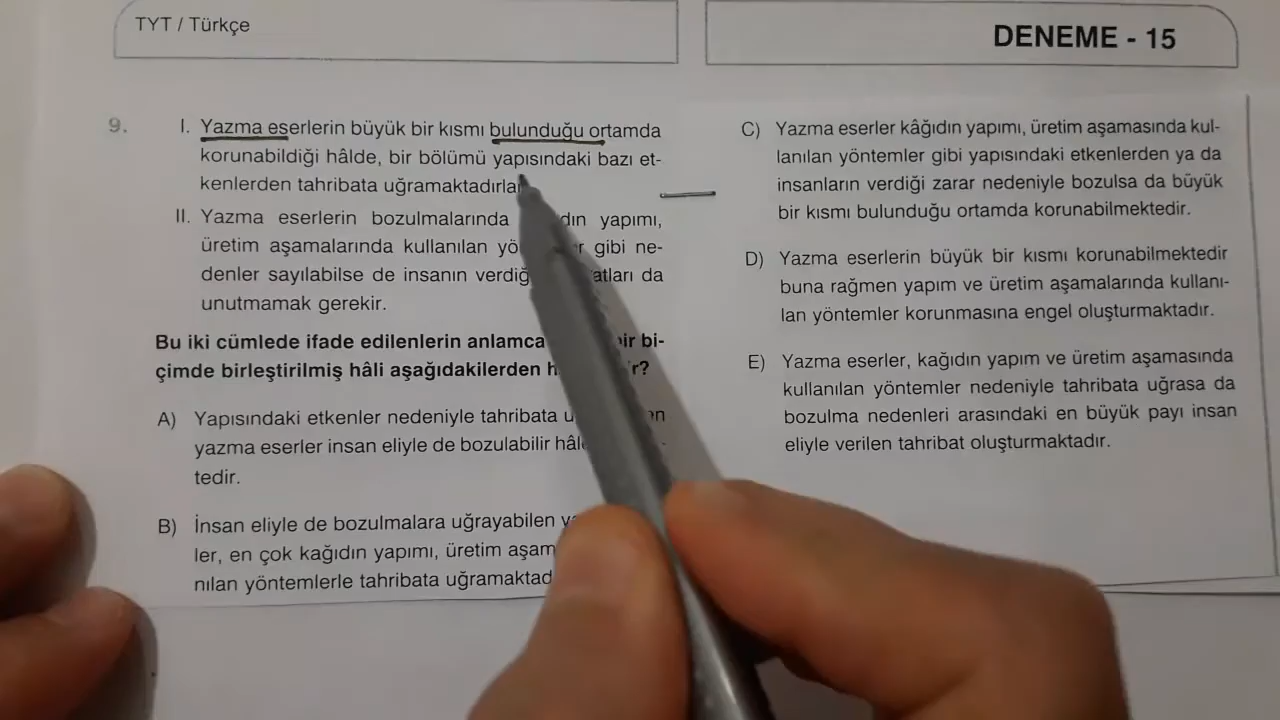 TYT / Türkçe
DENEME - 15
9. I. Yazma eserlerin büyük bir kısmı bulunduğu ortamda
korunabildiği hâlde, bir bölümü yapısındaki bazı et-
kenlerden tahribata uğramaktadırla
II. Yazma eserlerin bozulmalarında dın yapımı,
üretim aşamalarında kullanılan gibi ne-
denler sayılabilse de insanın da
unutmamak gerekir.
Bu iki cümlede ifade edilenlerin anlamca bir bi-
çimde birleştirilmiş hâli aşağıdakilerden
A) Yapısındaki etkenler nedeniyle tahribata
yazma eserler insan eliyle de bozulabilir
tedir.
B) İnsan eliyle de bozulmalara uğrayabilen
ler, en çok kağıdın yapımı, üretim
nılan yöntemlerle tahribata
C) Yazma eserler kâğıdın yapımı, üretim aşamasında kul-
lanılan yöntemler gibi yapısındaki etkenlerden ya da
insanların verdiği zarar nedeniyle bozulsa da büyük
bir kısmı bulunduğu ortamda korunabilmektedir.
D) Yazma eserlerin büyük bir kısmı korunabilmektedir
buna rağmen yapım ve üretim aşamalarında kullanı-
lan yöntemler korunmasına engel oluşturmaktadır.
E) Yazma eserler, kağıdın yapım ve üretim aşamasında
kullanılan yöntemler nedeniyle tahribata uğrasa da
bozulma nedenleri arasındaki en büyük payı insan
eliyle verilen tahribat oluşturmaktadır.